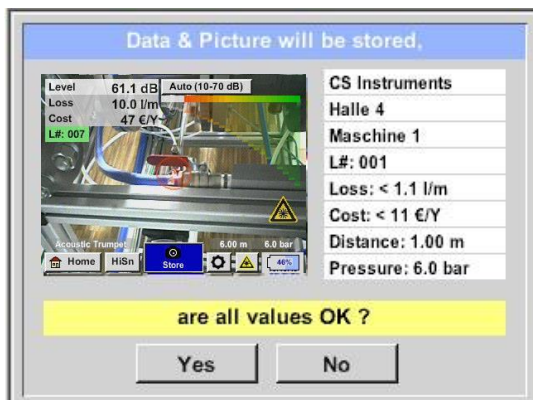 Data & Picture will be stored,
Level 61.1 dB Auto (10-70 dB)
Loss 10.0 l/m
Cost 47 €/Y
L#: 007
Acoustic Trumpet 6.00 m 6.0 bar
Home HiSn Store 46%
CS Instruments
Halle 4
Maschine 1
L#: 001
Loss: < 1.1 l/m
Cost: < 11 €/Y
Distance: 1.00 m
Pressure: 6.0 bar
are all values OK ?
Yes No